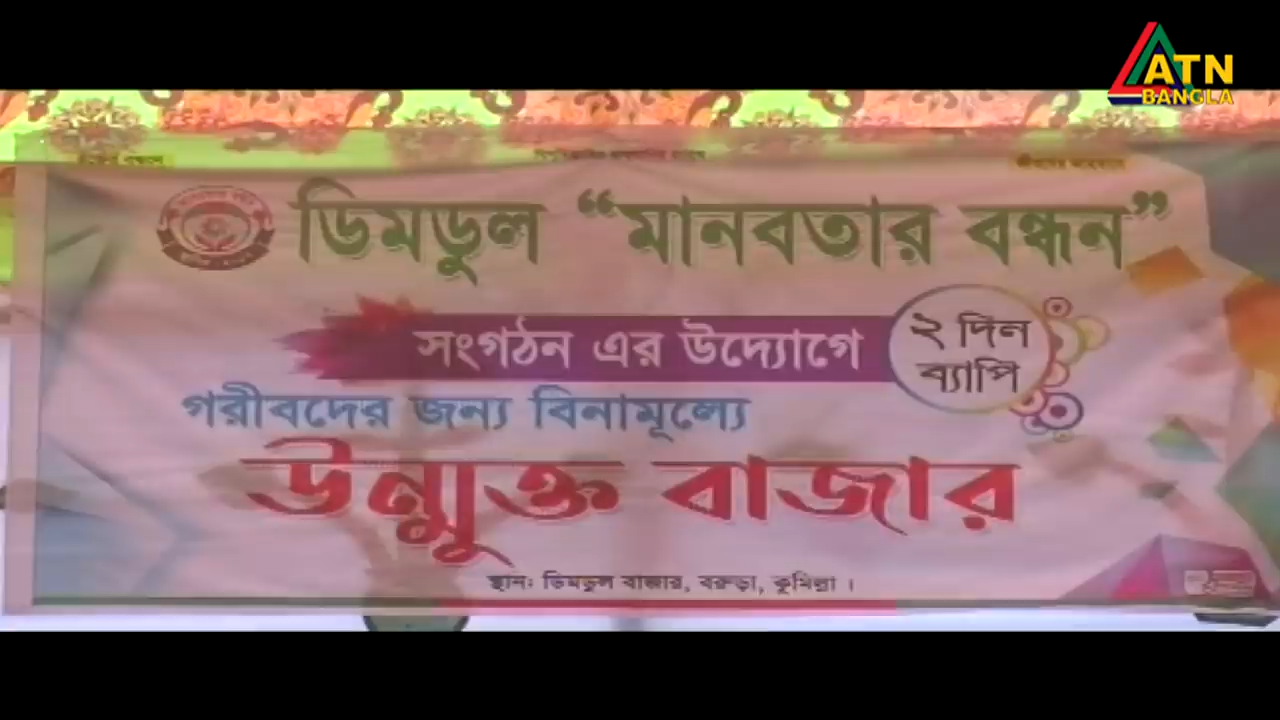 ATN
BANGLA
ডিমডুল “মানবতার বন্ধন”
সংগঠন এর উদ্যোগে
২ দিন
ব্যাপি
গরীবদের জন্য বিনামূল্যে
উন্মুক্ত বাজার
স্থান: ডিমডুল বাজার, বরুড়া, কুমিল্লা ।